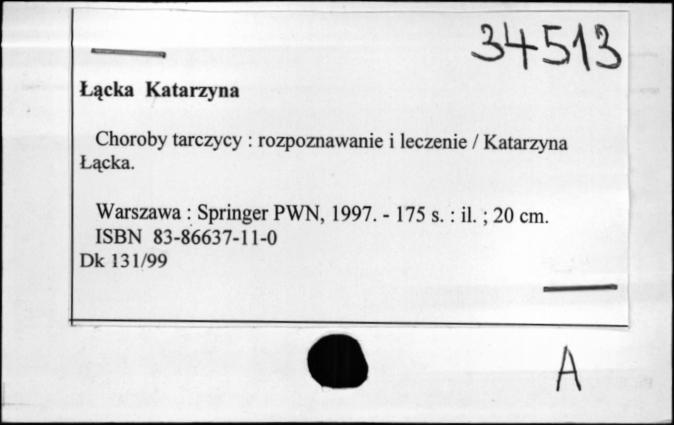 34513
Łącka Katarzyna
Choroby tarczycy : rozpoznawanie i leczenie / Katarzyna
Łącka.
Warszawa : Springer PWN, 1997. - 175 s. : il. ; 20 cm.
ISBN 83-86637-11-0
Dk 131/99
A